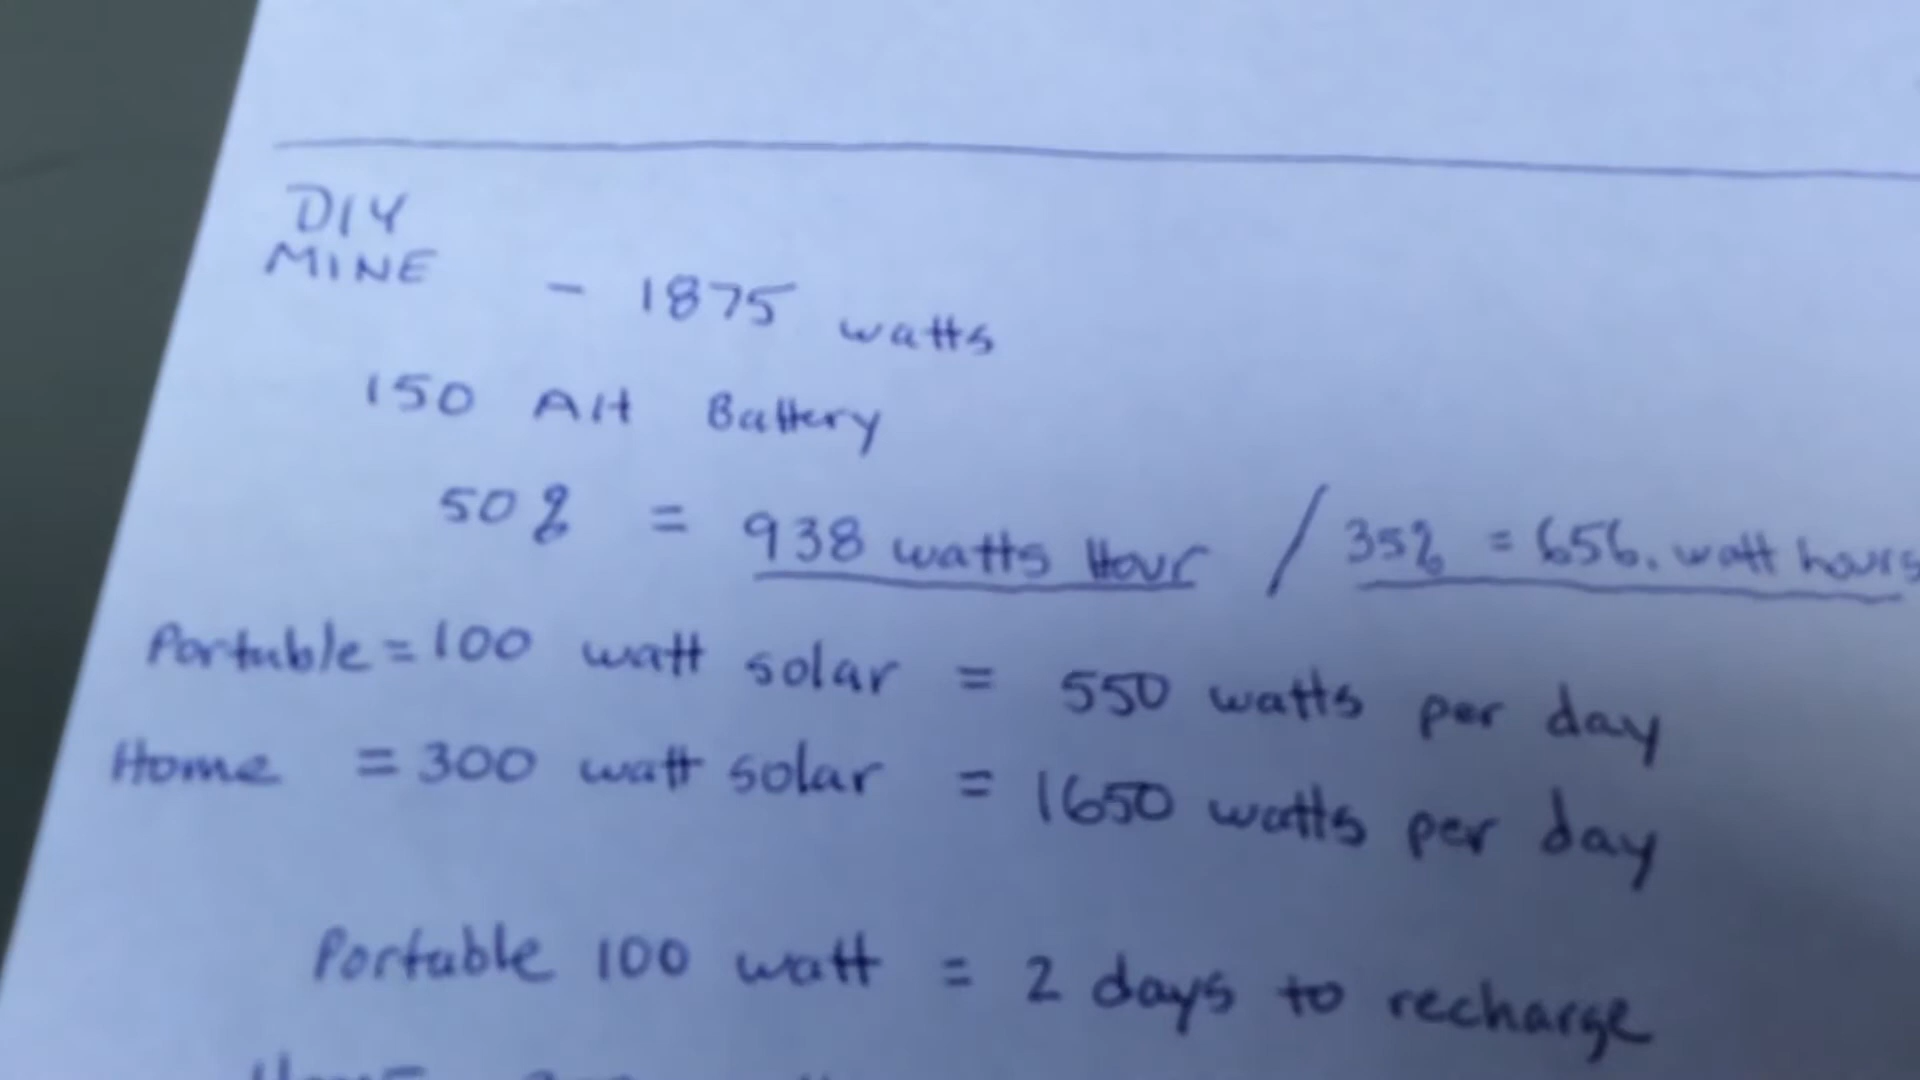 DIY
MINE - 1875 watts
150 AH Battery
50% = 938 watts Hour / 35% = 656. watt hours
Portable = 100 watt solar = 550 watts per day
Home = 300 watt solar = 1650 watts per day
Portable 100 watt = 2 days to recharge